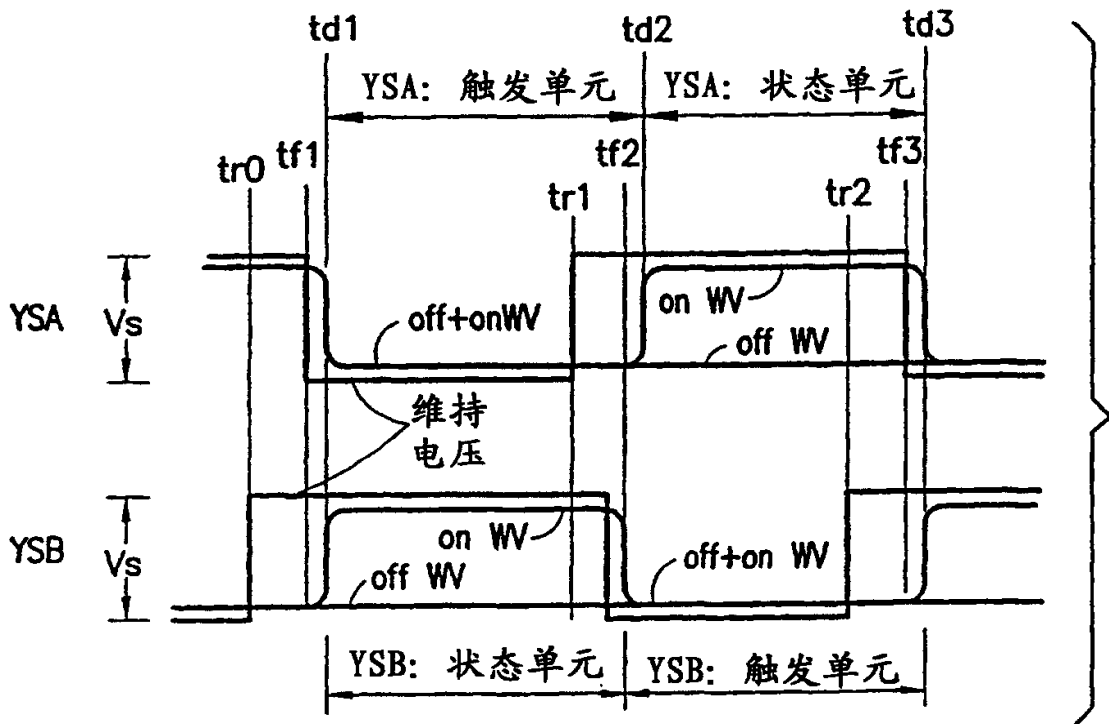 td1 td2 td3
YSA: 触发单元 YSA: 状态单元
tr0 tf1 tf2 tf3
tr1 tr2
YSA Vs off+onWV on WV
off WV
维持
电压
YSB Vs on WV off+on WV
off WV
YSB: 状态单元 YSB: 触发单元